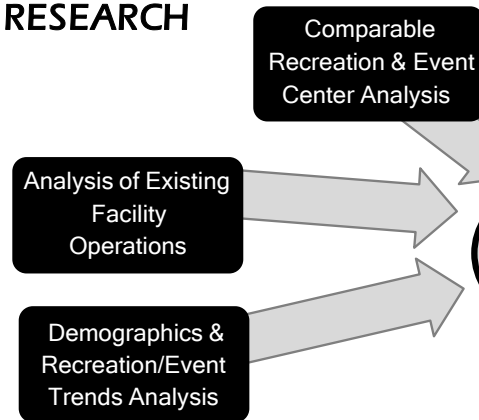 RESEARCH
Comparable
Recreation & Event
Center Analysis
Analysis of Existing
Facility
Operations
Demographics &
Recreation/Event
Trends Analysis